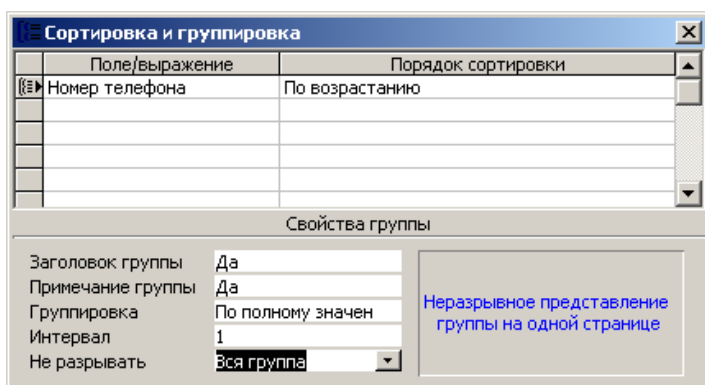 Сортировка и группировка
Поле/выражение Порядок сортировки
Номер телефона По возрастанию
Свойства группы
Заголовок группы Да
Примечание группы Да
Группировка По полному значен
Интервал 1
Не разрывать Вся группа
Неразрывное представление
группы на одной странице